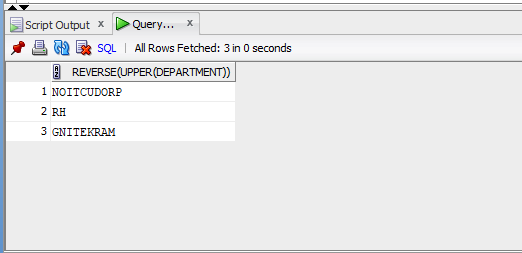 Script Output x Query... x
SQL | All Rows Fetched: 3 in 0 seconds
REVERSE(UPPER(DEPARTMENT))
1 NOITCUDORP
2 RH
3 GNITEKRAM